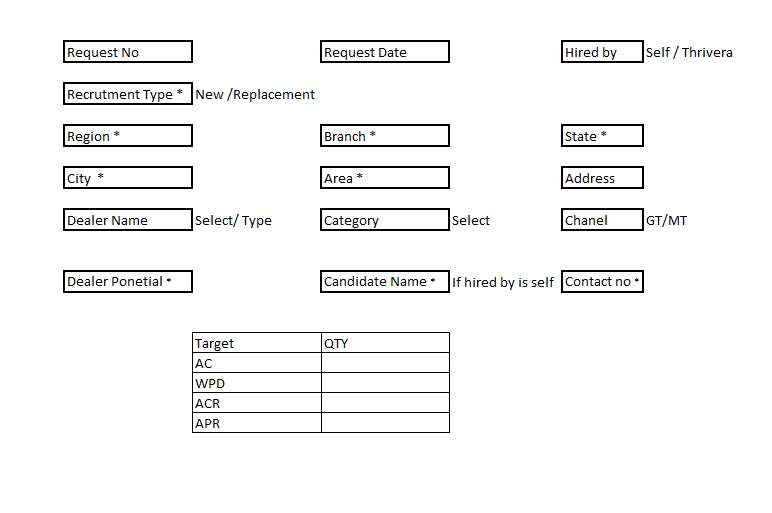 Request No Request Date Hired by Self / Thrivera
Recrutment Type * New /Replacement
Region * Branch * State *
City * Area * Address
Dealer Name Select/ Type Category Select Chanel GT/MT
Dealer Ponetial * Candidate Name * If hired by is self Contact no *
Target QTY
AC
WPD
ACR
APR